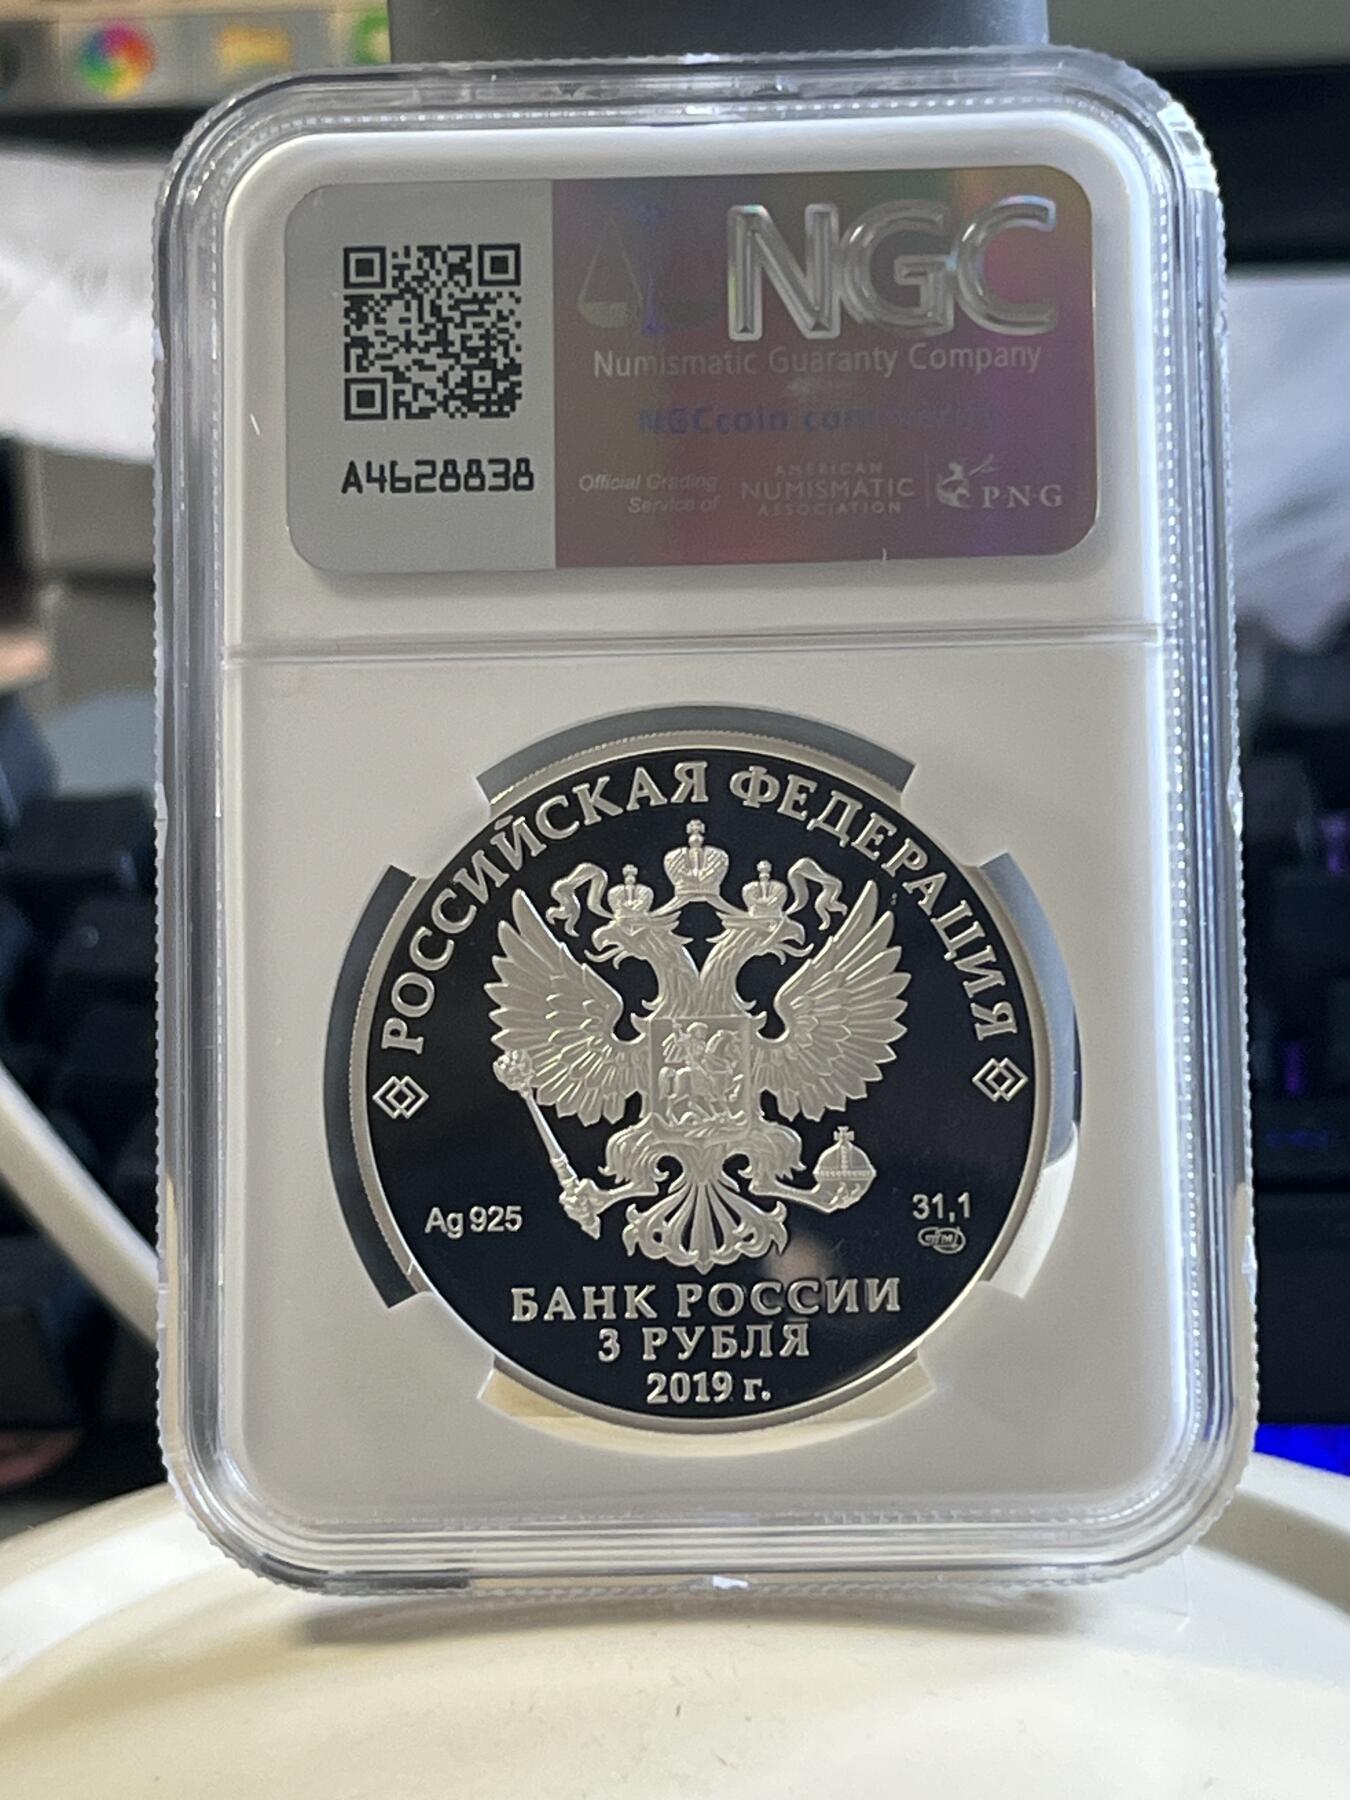 NGC
Numismatic Guaranty Company
NGCcoin.com
A4628838
Official Grading
Service of
AMERICAN
NUMISMATIC
ASSOCIATION
PNG
РОССИЙСКАЯ ФЕДЕРАЦИЯ
Ag 925
31,1
БАНК РОССИИ
3 РУБЛЯ
2019 г.